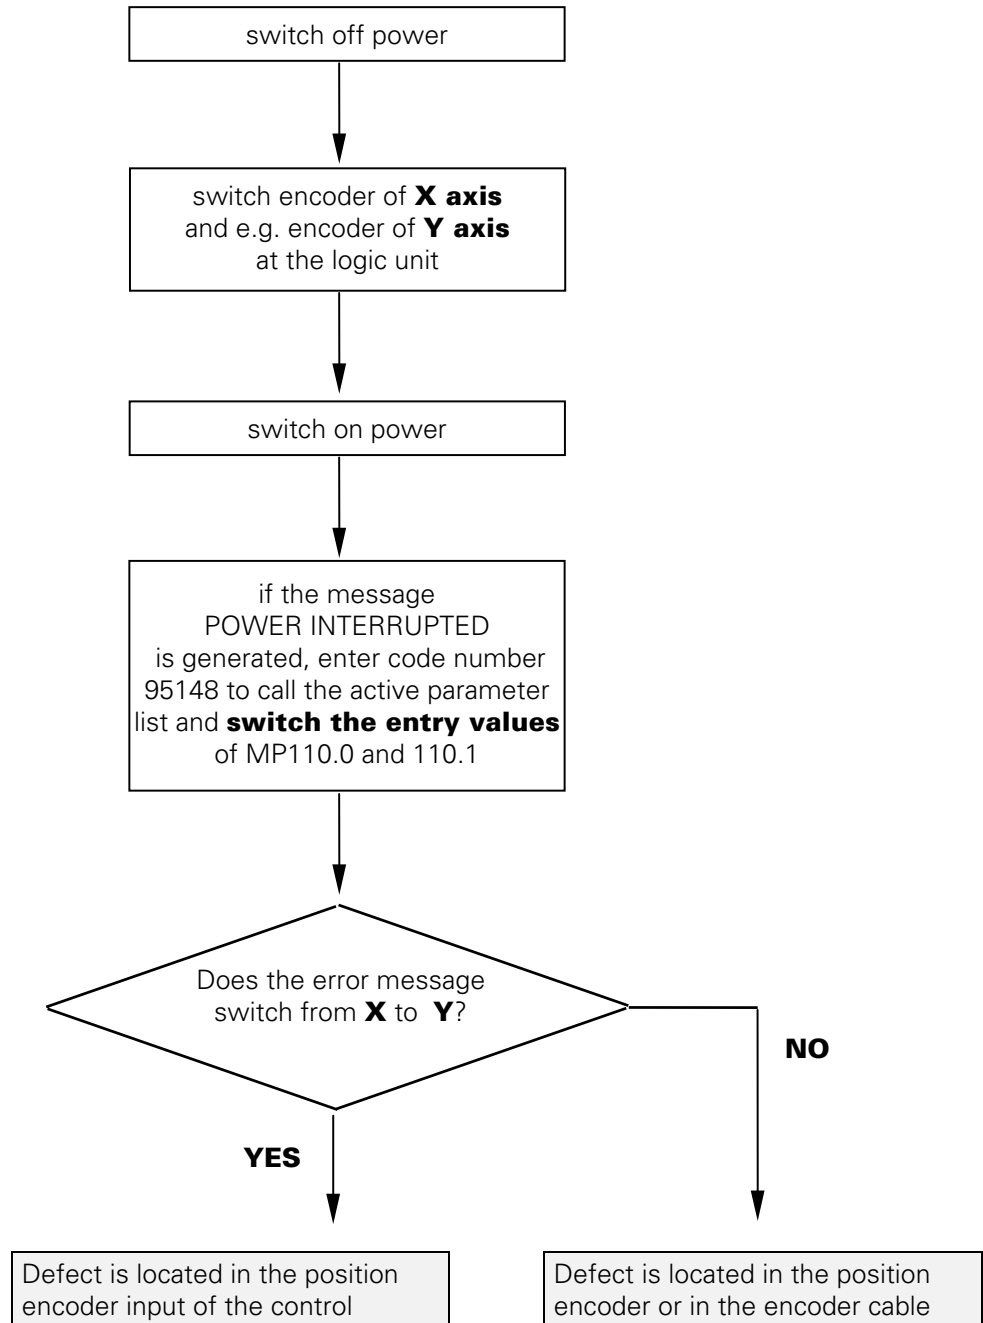 switch off power
switch encoder of X axis
and e.g. encoder of Y axis
at the logic unit
switch on power
if the message
POWER INTERRUPTED
is generated, enter code number
95148 to call the active parameter
list and switch the entry values
of MP110.0 and 110.1
Does the error message
switch from X to Y?
NO
YES
Defect is located in the position
encoder input of the control
Defect is located in the position
encoder or in the encoder cable